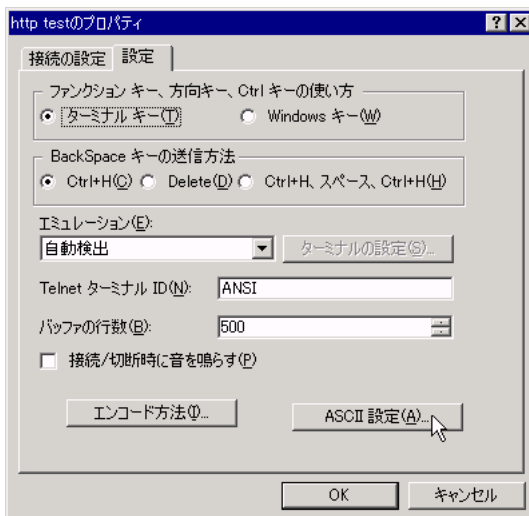 http testのプロパティ
接続の設定 設定
ファンクション キー、方向キー、Ctrl キーの使い方
ターミナル キー(T) Windows キー(W)
BackSpace キーの送信方法
Ctrl+H(C) Delete(D) Ctrl+H、スペース、Ctrl+H(H)
エミュレーション(E):
自動検出 ターミナルの設定(S)...
Telnet ターミナル ID(N): ANSI
バッファの行数(B): 500
接続/切断時に音を鳴らす(P)
エンコード方法(I)... ASCII 設定(A)...
OK キャンセル